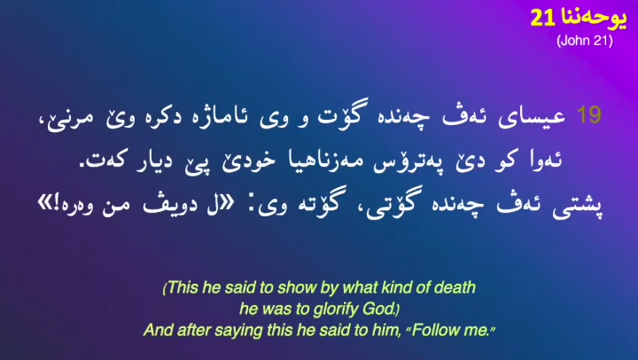 یوحەننا 21
(John 21)
19 عیسای ئەڤ چەندە گۆت و وی ئاماژە دکرە وێ مرنێ،
ئەوا کو دێ پەترۆس مەزناهیا خودێ پێ دیار کەت.
پشتی ئەڤ چەندە گۆتی، گۆتە وی: «ل دویڤ من وەرە!»
(This he said to show by what kind of death
he was to glorify God.)
And after saying this he said to him, “Follow me.”